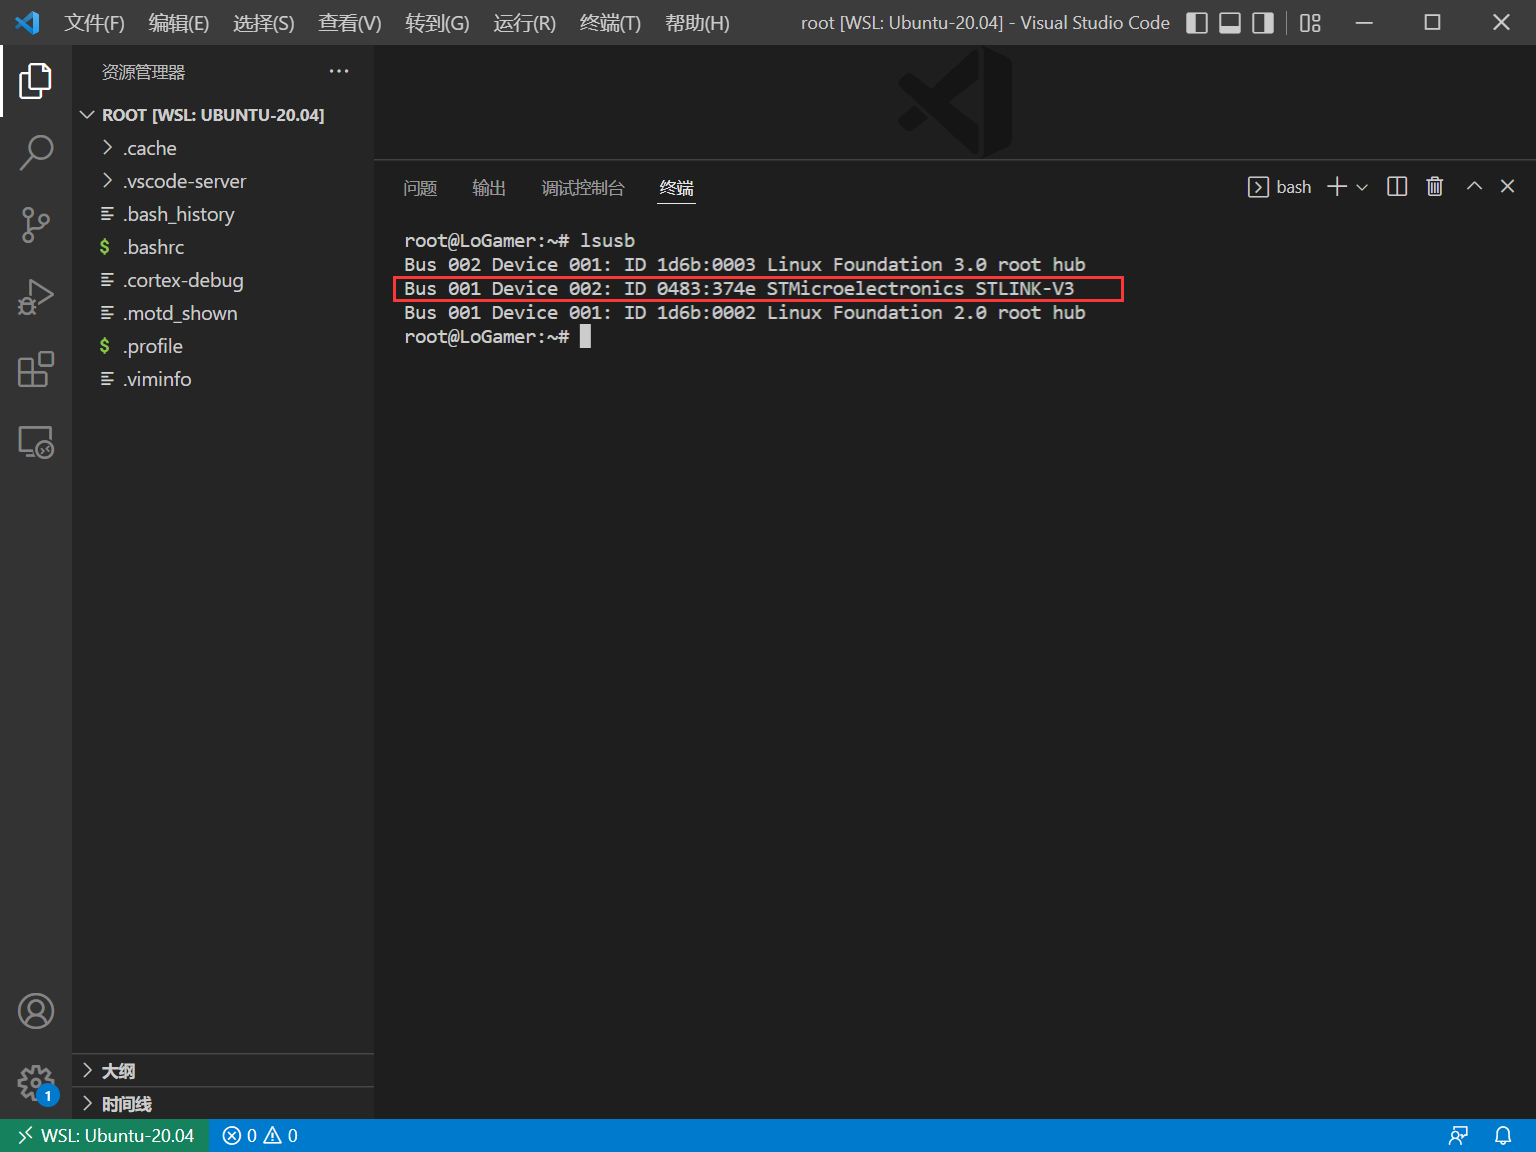 文件(F) 编辑(E) 选择(S) 查看(V) 转到(G) 运行(R) 终端(T) 帮助(H) root [WSL: Ubuntu-20.04] - Visual Studio Code
资源管理器
ROOT [WSL: UBUNTU-20.04]
.cache
.vscode-server
.bash_history
.bashrc
.cortex-debug
.motd_shown
.profile
.viminfo
大纲
时间线
问题 输出 调试控制台 终端 bash
root@LoGamer:~# lsusb
Bus 002 Device 001: ID 1d6b:0003 Linux Foundation 3.0 root hub
Bus 001 Device 002: ID 0483:374e STMicroelectronics STLINK-V3
Bus 001 Device 001: ID 1d6b:0002 Linux Foundation 2.0 root hub
root@LoGamer:~#
1
WSL: Ubuntu-20.04 0 0